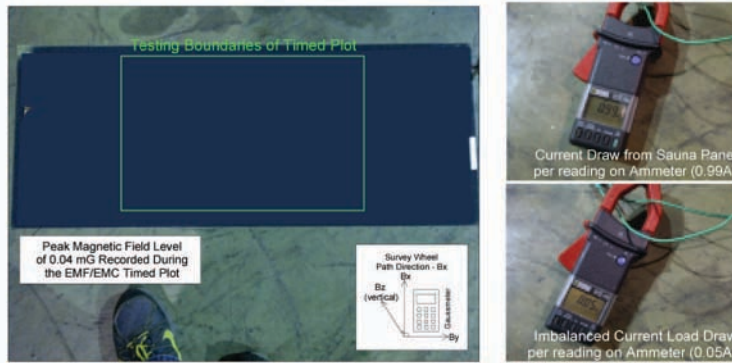 Testing Boundaries of Timed Plot
Peak Magnetic Field Level
of 0.04 mG Recorded During
the EMF/EMC Timed Plot
Survey Wheel
Path Direction - Bx
Bx
Bz
(vertical)
Gaussmeter
By
Current Draw from Sauna Pane
per reading on Ammeter (0.99A
Imbalanced Current Load Draw
per reading on Ammeter (0.05A